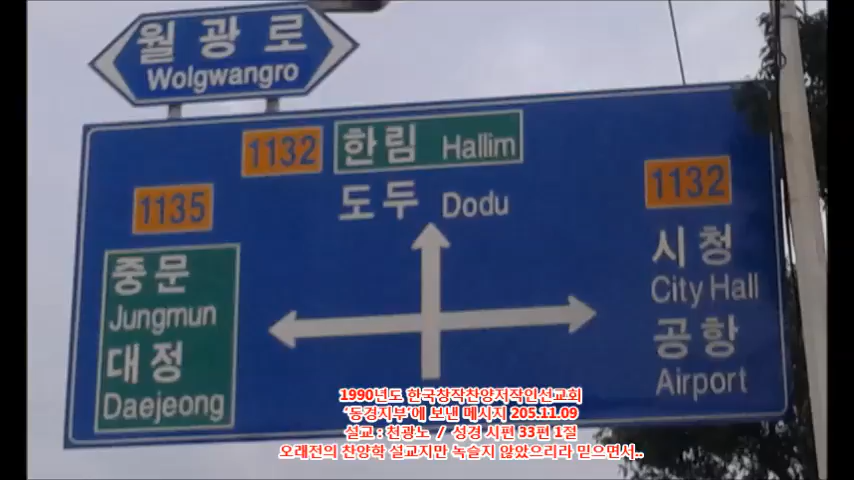 월광로
Wolgwangro
1132 한림 Hallim
도두 Dodu
1135
중문
Jungmun
대정
Daejeong
1132
시청
City Hall
공항
Airport
1990년도 한국창작찬양저작인선교회
'동경지부'에 보낸 메시지 205.11.09
설교 : 천광노 / 성경 시편 33편 1절
오래전의 찬양학 설교지만 녹슬지 않았으리라 믿으면서..